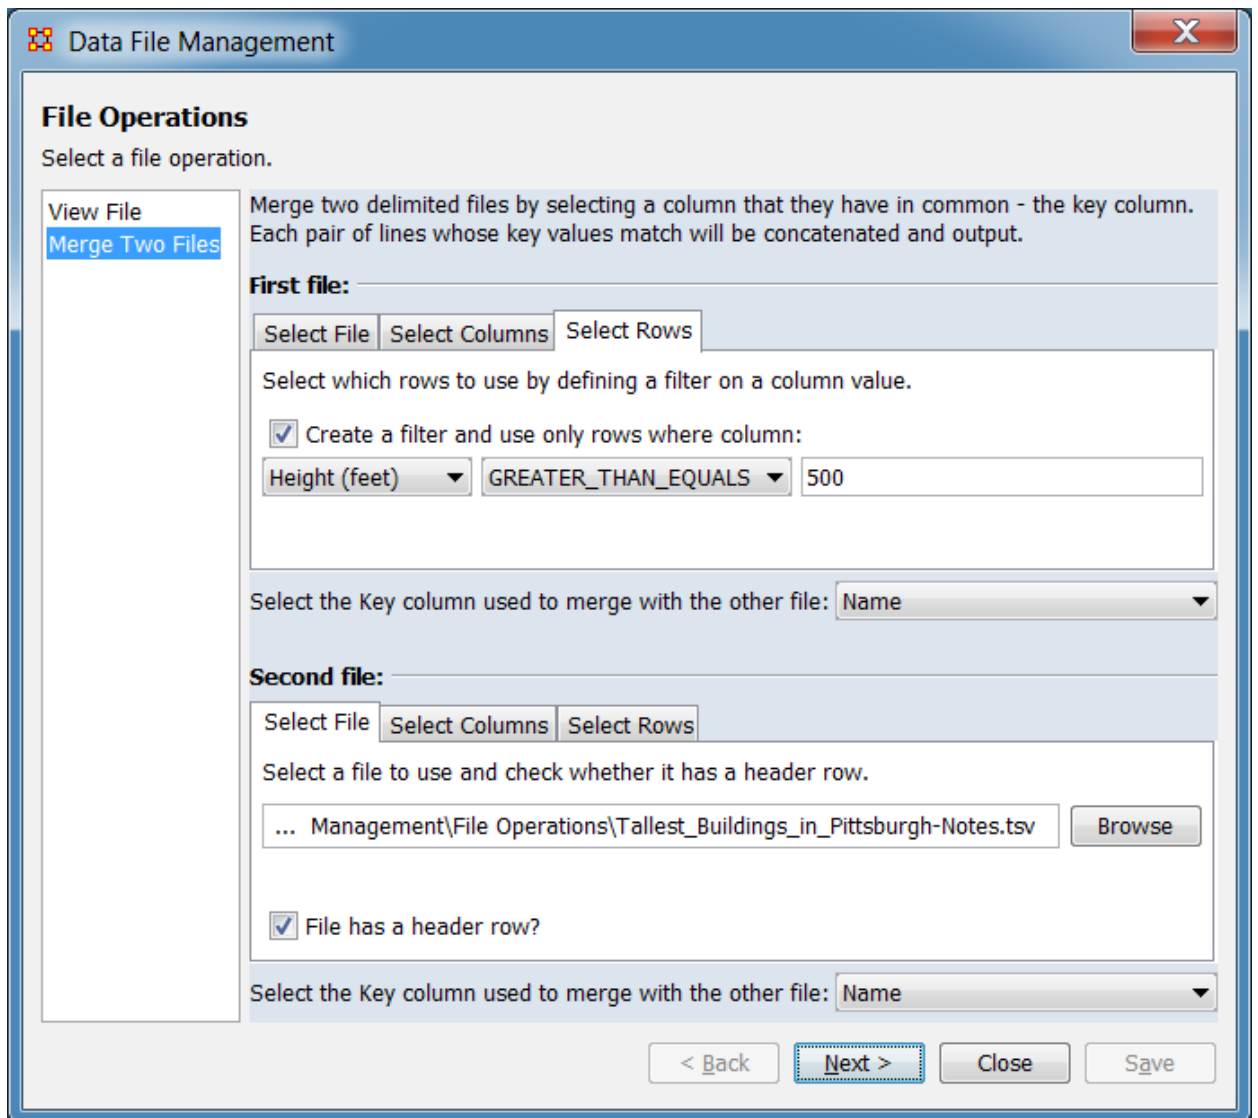 Data File Management
X
File Operations
Select a file operation.
View File
Merge Two Files
Merge two delimited files by selecting a column that they have in common - the key column.
Each pair of lines whose key values match will be concatenated and output.
First file:
Select File Select Columns Select Rows
Select which rows to use by defining a filter on a column value.
Create a filter and use only rows where column:
Height (feet) GREATER_THAN_EQUALS 500
Select the Key column used to merge with the other file: Name
Second file:
Select File Select Columns Select Rows
Select a file to use and check whether it has a header row.
... Management\File Operations\Tallest_Buildings_in_Pittsburgh-Notes.tsv Browse
File has a header row?
Select the Key column used to merge with the other file: Name
< Back Next > Close Save